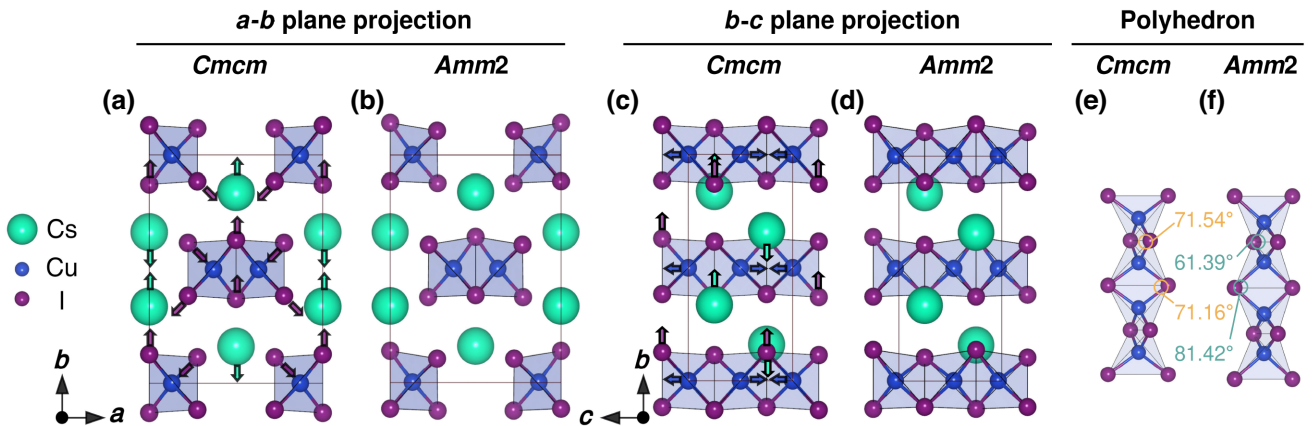 a-b plane projection
b-c plane projection
Polyhedron
Cmcm
Amm2
Cmcm
Amm2
Cmcm
Amm2
(a)
(b)
(c)
(d)
(e)
(f)
Cs
Cu
I
71.54°
61.39°
71.16°
81.42°
b
a
b
c